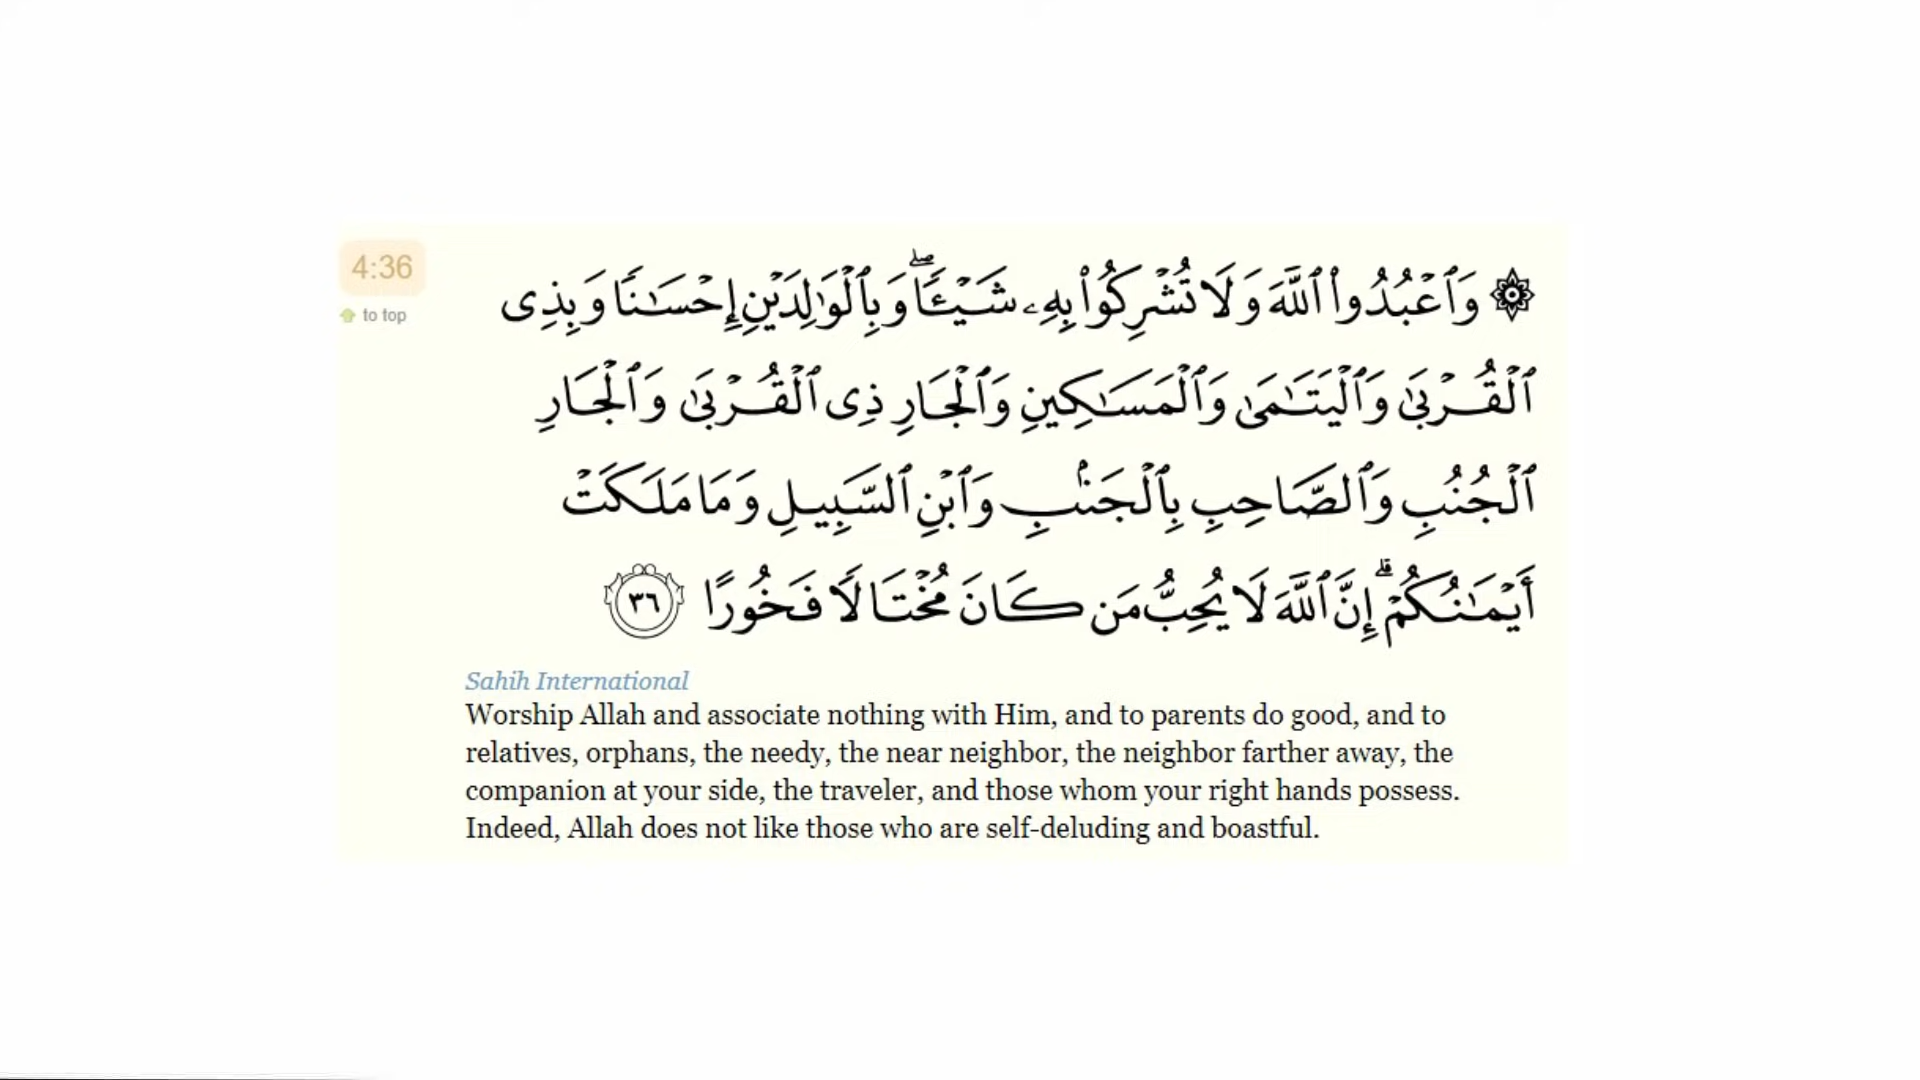 4:36
to top
۞ وَٱعۡبُدُواْ ٱللَّهَ وَلَا تُشۡرِكُواْ بِهِۦ شَيۡـٔٗاۖ وَبِٱلۡوَٰلِدَيۡنِ إِحۡسَٰنٗا وَبِذِي
ٱلۡقُرۡبَىٰ وَٱلۡيَتَٰمَىٰ وَٱلۡمَسَٰكِينِ وَٱلۡجَارِ ذِي ٱلۡقُرۡبَىٰ وَٱلۡجَارِ
ٱلۡجُنُبِ وَٱلصَّاحِبِ بِٱلۡجَنۢبِ وَٱبۡنِ ٱلسَّبِيلِ وَمَا مَلَكَتۡ
أَيۡمَٰنُكُمۡۗ إِنَّ ٱللَّهَ لَا يُحِبُّ مَن كَانَ مُخۡتَالٗا فَخُورًا ٣٦
Sahih International
Worship Allah and associate nothing with Him, and to parents do good, and to
relatives, orphans, the needy, the near neighbor, the neighbor farther away, the
companion at your side, the traveler, and those whom your right hands possess.
Indeed, Allah does not like those who are self-deluding and boastful.